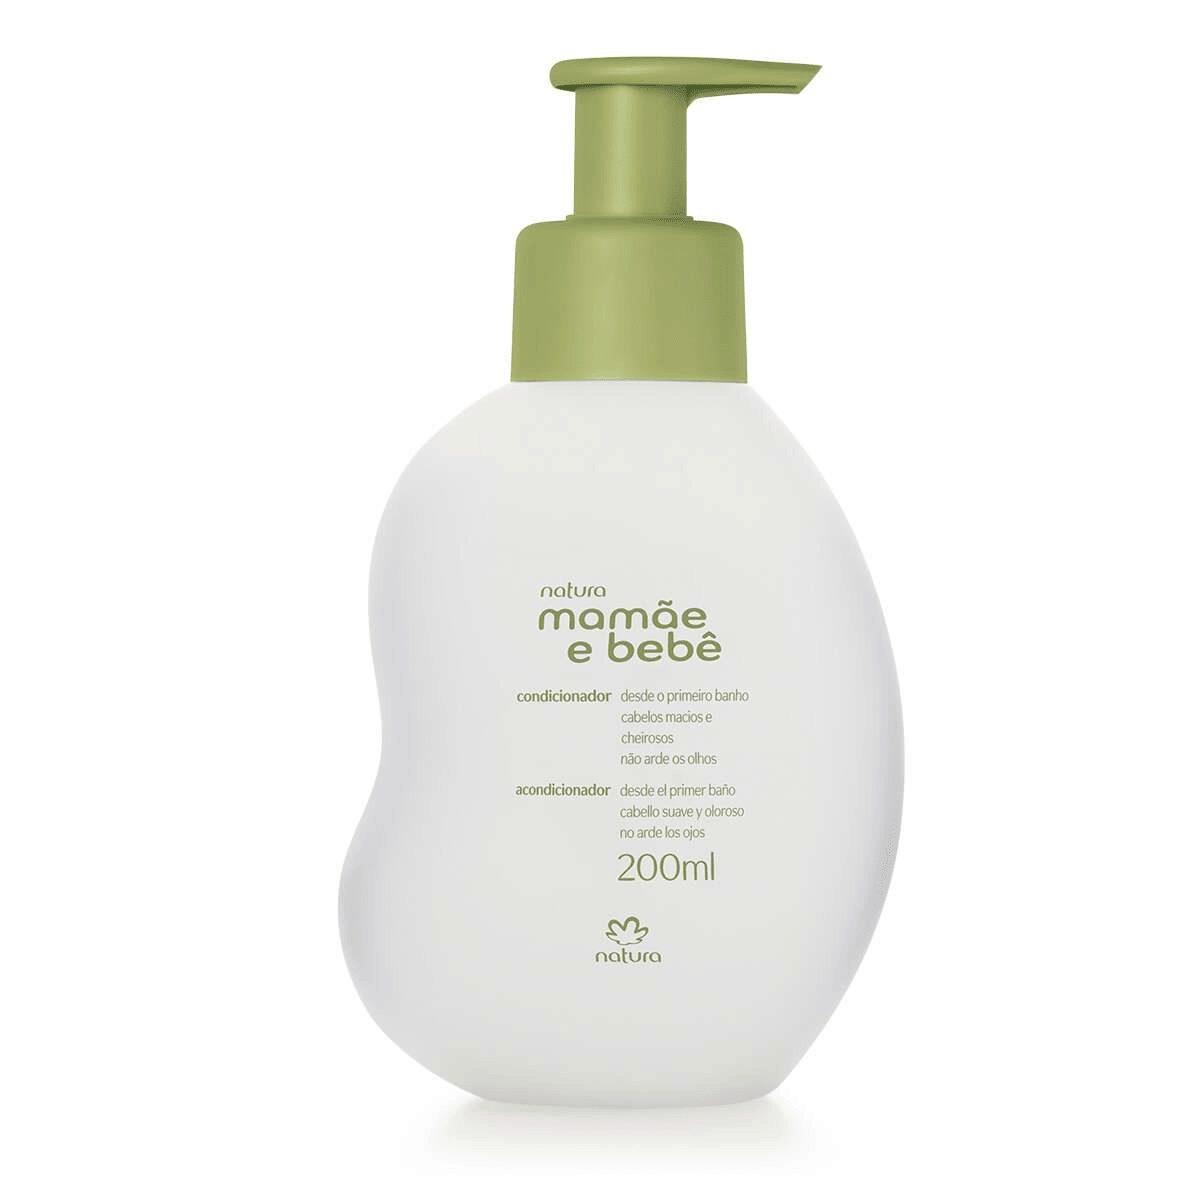 natura
mamãe
e bebê
condicionador desde o primeiro banho
cabelos macios e
cheirosos
não arde os olhos
acondicionador desde el primer baño
cabello suave y oloroso
no arde los ojos
200ml
natura